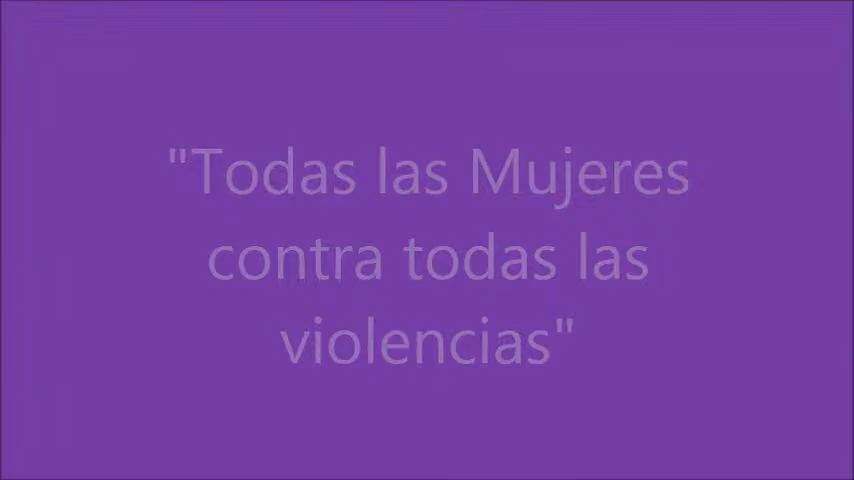 "Todas las Mujeres
contra todas las
violencias"